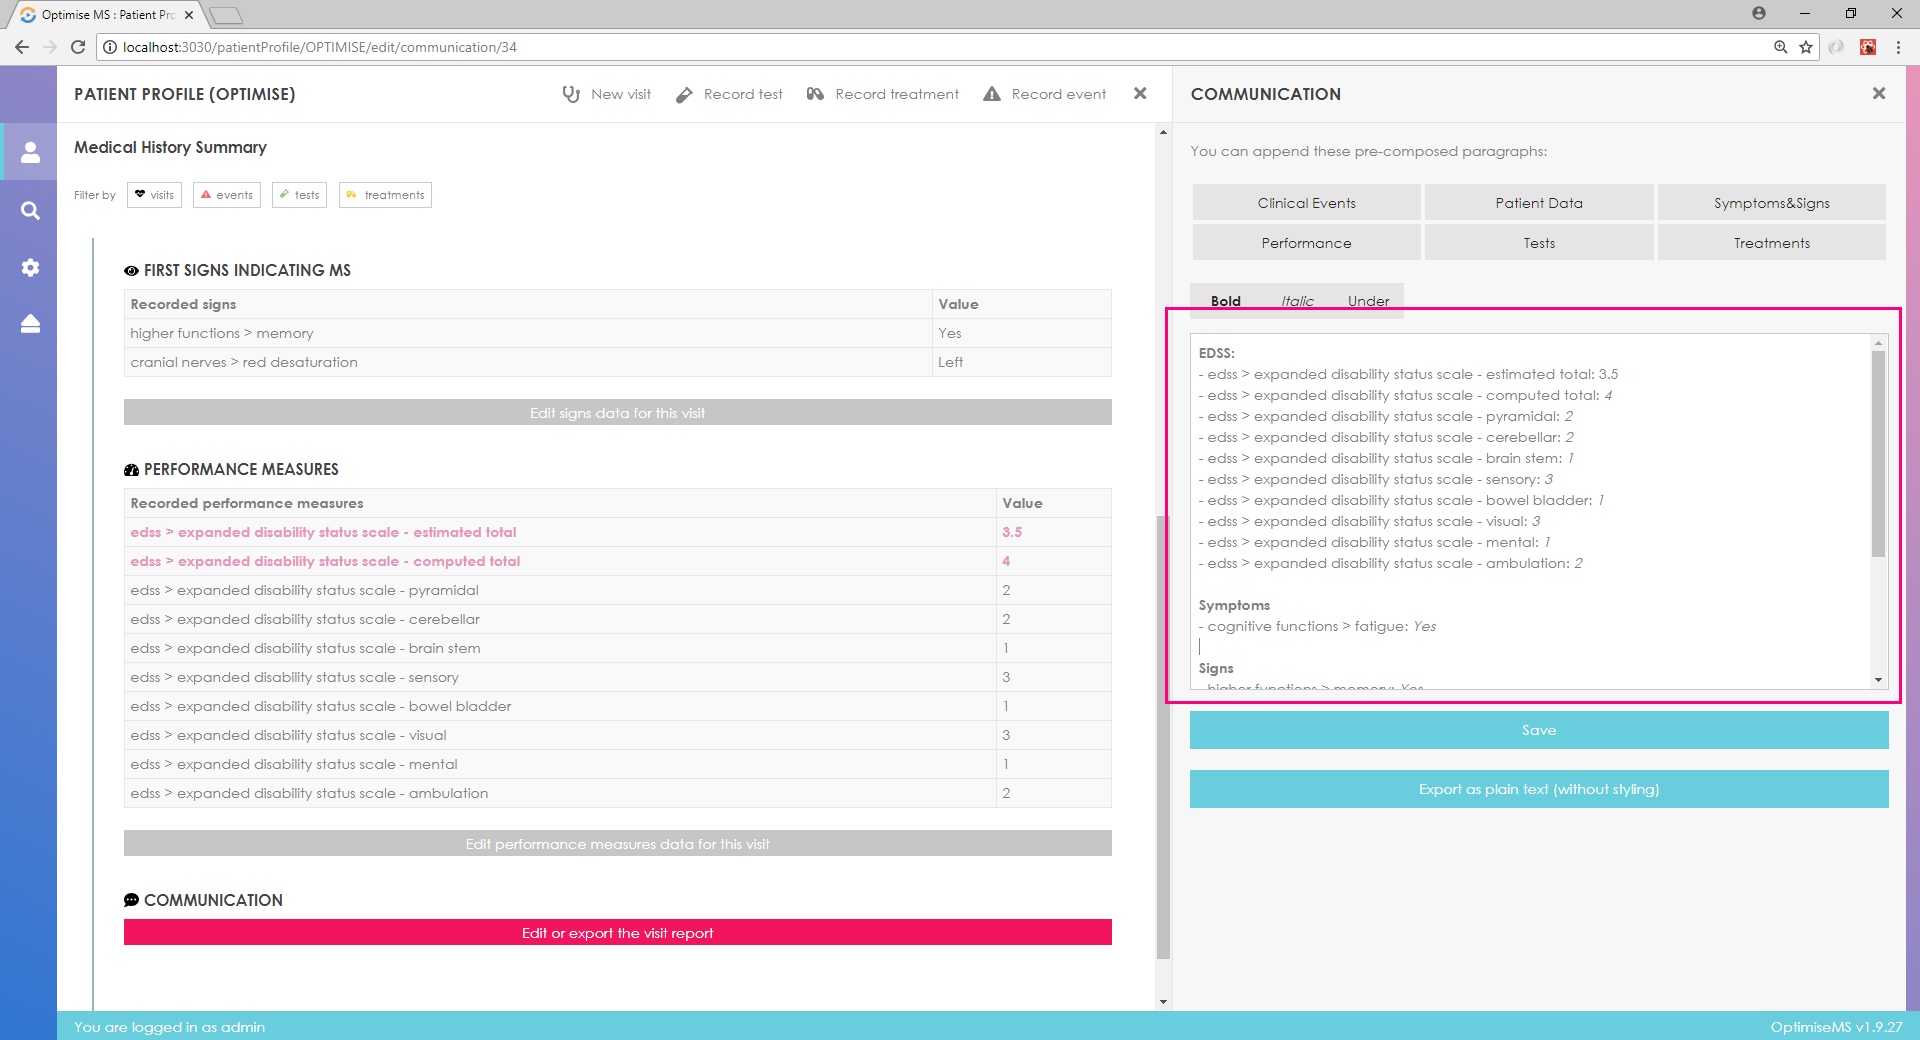 Optimise MS : Patient Pro
localhost:3030/patientProfile/OPTIMISE/edit/communication/34
PATIENT PROFILE (OPTIMISE)
New visit
Record test
Record treatment
Record event
Medical History Summary
Filter by
visits
events
tests
treatments
FIRST SIGNS INDICATING MS
Recorded signs Value
higher functions > memory Yes
cranial nerves > red desaturation Left
Edit signs data for this visit
PERFORMANCE MEASURES
Recorded performance measures Value
edss > expanded disability status scale - estimated total 3.5
edss > expanded disability status scale - computed total 4
edss > expanded disability status scale - pyramidal 2
edss > expanded disability status scale - cerebellar 2
edss > expanded disability status scale - brain stem 1
edss > expanded disability status scale - sensory 3
edss > expanded disability status scale - bowel bladder 1
edss > expanded disability status scale - visual 3
edss > expanded disability status scale - mental 1
edss > expanded disability status scale - ambulation 2
Edit performance measures data for this visit
COMMUNICATION
Edit or export the visit report
COMMUNICATION
You can append these pre-composed paragraphs:
Clinical Events Patient Data Symptoms&Signs
Performance Tests Treatments
Bold Italic Under
EDSS:
- edss > expanded disability status scale - estimated total: 3.5
- edss > expanded disability status scale - computed total: 4
- edss > expanded disability status scale - pyramidal: 2
- edss > expanded disability status scale - cerebellar: 2
- edss > expanded disability status scale - brain stem: 1
- edss > expanded disability status scale - sensory: 3
- edss > expanded disability status scale - bowel bladder: 1
- edss > expanded disability status scale - visual: 3
- edss > expanded disability status scale - mental: 1
- edss > expanded disability status scale - ambulation: 2
Symptoms
- cognitive functions > fatigue: Yes
Signs
- higher functions > memory: Yes
Save
Export as plain text (without styling)
You are logged in as admin
OptimiseMS v1.9.27